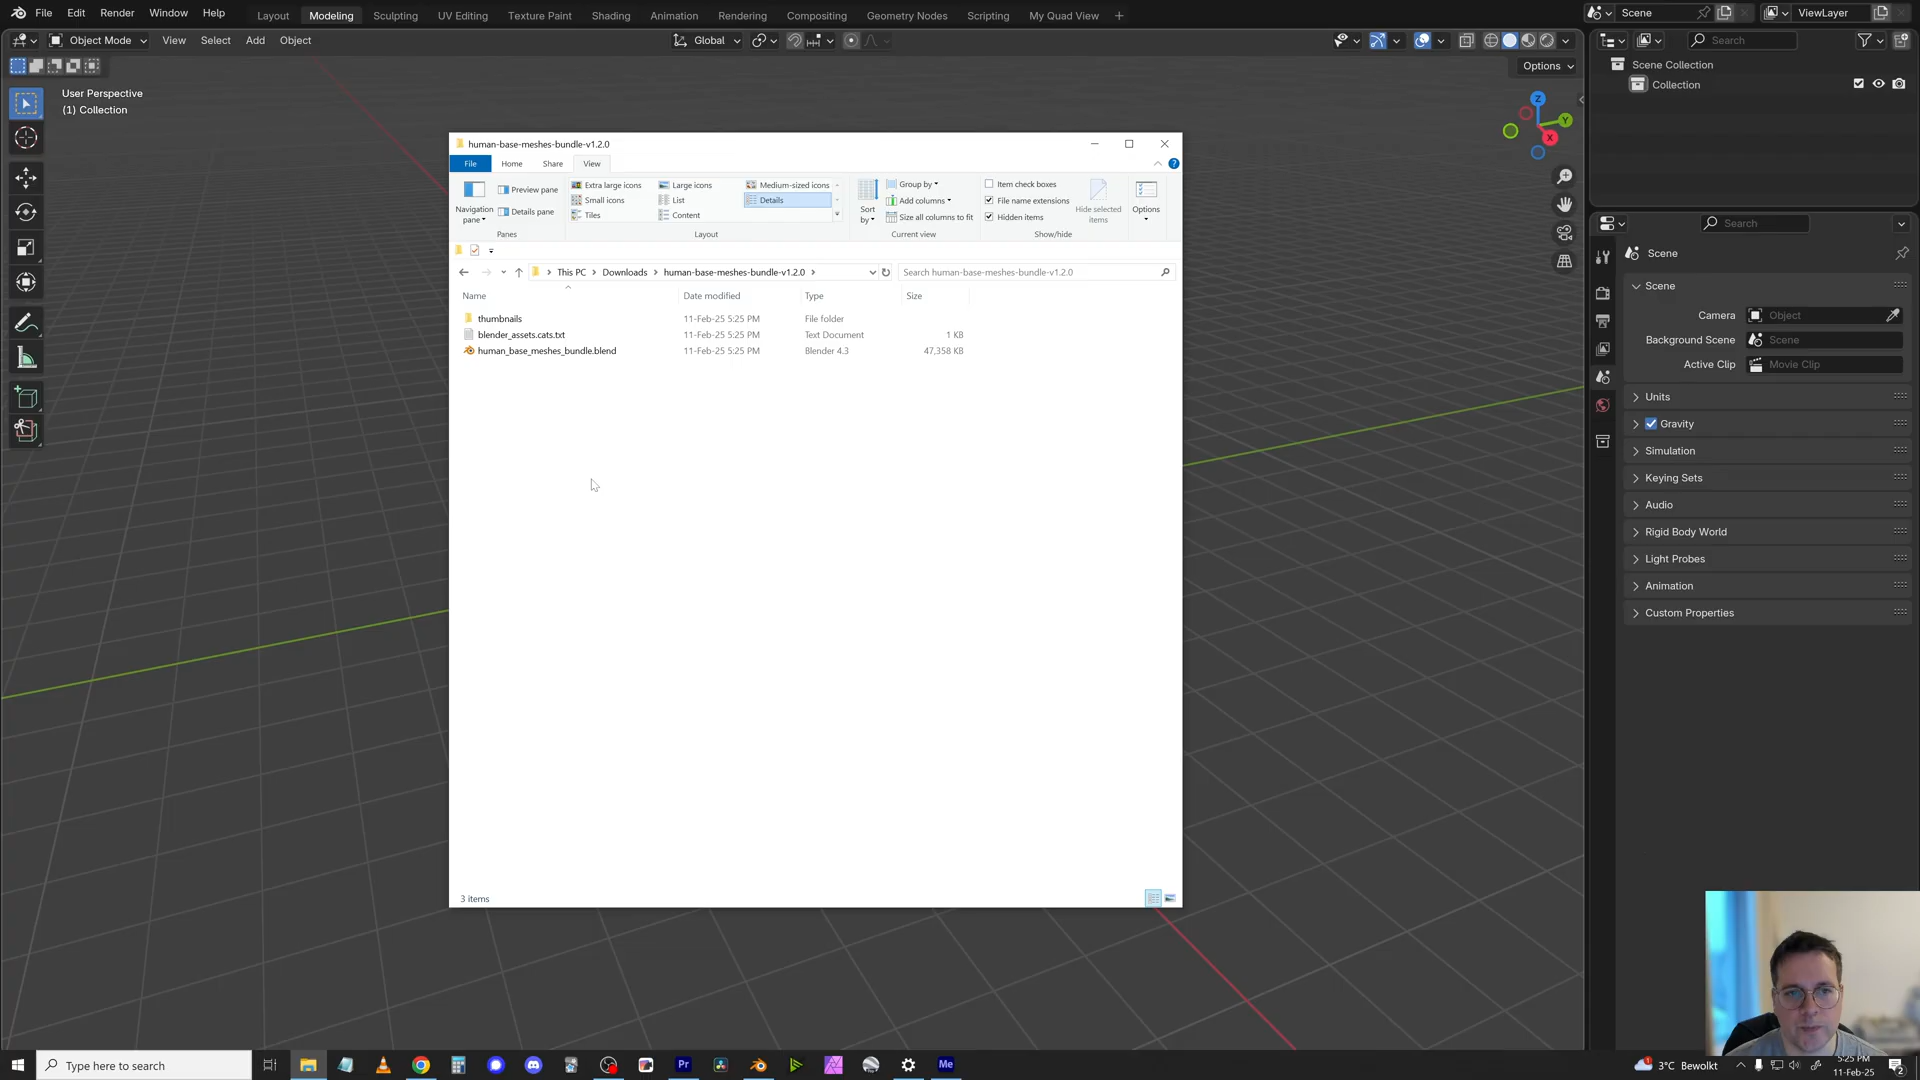 File Edit Render Window Help Layout Modeling Sculpting UV Editing Texture Paint Shading Animation Rendering Compositing Geometry Nodes Scripting My Quad View + Scene ViewLayer
Object Mode View Select Add Object Global Search
Options
User Perspective
(1) Collection
Z
Y
X
Scene Collection
Collection
human-base-meshes-bundle-v1.2.0
File Home Share View
Navigation pane
Preview pane
Details pane
Panes
Extra large icons Large icons Medium-sized icons
Small icons List Details
Tiles Content
Layout
Sort by
Group by
Add columns
Size all columns to fit
Current view
Item check boxes
File name extensions
Hidden items
Hide selected items
Show/hide
Options
This PC > Downloads > human-base-meshes-bundle-v1.2.0 >
Search human-base-meshes-bundle-v1.2.0
Name Date modified Type Size
thumbnails 11-Feb-25 5:25 PM File folder
blender_assets.cats.txt 11-Feb-25 5:25 PM Text Document 1 KB
human_base_meshes_bundle.blend 11-Feb-25 5:25 PM Blender 4.3 47,358 KB
3 items
Search
Scene
Scene
Camera Object
Background Scene Scene
Active Clip Movie Clip
Units
Gravity
Simulation
Keying Sets
Audio
Rigid Body World
Light Probes
Animation
Custom Properties
Type here to search
Pr
Me
1
3°C Bewolkt
5:25 PM
11-Feb-25
2